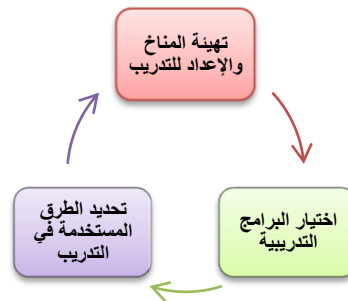 تهيئة المناخ
والإعداد للتدريب
اختيار البرامج
التدريبية
تحديد الطرق
المستخدمة في
التدريب